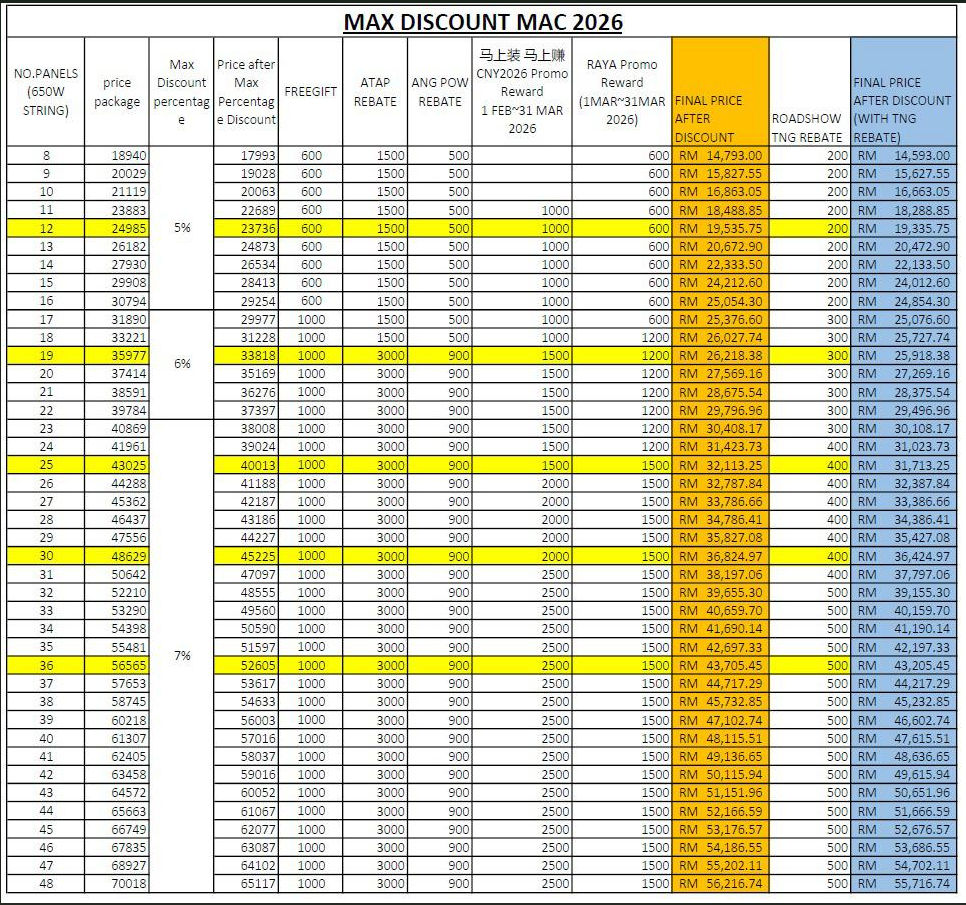 MAX DISCOUNT MAC 2026
NO.PANELS (650W STRING) price package Max Discount percentag e Price after Max Percentag e Discount FREEGIFT ATAP REBATE ANG POW REBATE 马上装 马上赚 CNY2026 Promo Reward 1 FEB~31 MAR 2026 RAYA Promo Reward (1MAR~31MAR 2026) FINAL PRICE AFTER DISCOUNT ROADSHOW TNG REBATE FINAL PRICE AFTER DISCOUNT (WITH TNG REBATE)
8 18940 17993 600 1500 500 600 RM 14,793.00 200 RM 14,593.00
9 20029 19028 600 1500 500 600 RM 15,827.55 200 RM 15,627.55
10 21119 20063 600 1500 500 600 RM 16,863.05 200 RM 16,663.05
11 23883 22689 600 1500 500 1000 600 RM 18,488.85 200 RM 18,288.85
12 24985 5% 23736 600 1500 500 1000 600 RM 19,535.75 200 RM 19,335.75
13 26182 24873 600 1500 500 1000 600 RM 20,672.90 200 RM 20,472.90
14 27930 26534 600 1500 500 1000 600 RM 22,333.50 200 RM 22,133.50
15 29908 28413 600 1500 500 1000 600 RM 24,212.60 200 RM 24,012.60
16 30794 29254 600 1500 500 1000 600 RM 25,054.30 200 RM 24,854.30
17 31890 29977 1000 1500 500 1000 600 RM 25,376.60 300 RM 25,076.60
18 33221 31228 1000 1500 500 1000 1200 RM 26,027.74 300 RM 25,727.74
19 35977 33818 1000 3000 900 1500 1200 RM 26,218.38 300 RM 25,918.38
20 37414 6% 35169 1000 3000 900 1500 1200 RM 27,569.16 300 RM 27,269.16
21 38591 36276 1000 3000 900 1500 1200 RM 28,675.54 300 RM 28,375.54
22 39784 37397 1000 3000 900 1500 1200 RM 29,796.96 300 RM 29,496.96
23 40869 38008 1000 3000 900 1500 1200 RM 30,408.17 300 RM 30,108.17
24 41961 39024 1000 3000 900 1500 1200 RM 31,423.73 400 RM 31,023.73
25 43025 40013 1000 3000 900 1500 1500 RM 32,113.25 400 RM 31,713.25
26 44288 41188 1000 3000 900 2000 1500 RM 32,787.84 400 RM 32,387.84
27 45362 42187 1000 3000 900 2000 1500 RM 33,786.66 400 RM 33,386.66
28 46437 43186 1000 3000 900 2000 1500 RM 34,786.41 400 RM 34,386.41
29 47556 44227 1000 3000 900 2000 1500 RM 35,827.08 400 RM 35,427.08
30 48629 45225 1000 3000 900 2000 1500 RM 36,824.97 400 RM 36,424.97
31 50642 47097 1000 3000 900 2500 1500 RM 38,197.06 400 RM 37,797.06
32 52210 48555 1000 3000 900 2500 1500 RM 39,655.30 500 RM 39,155.30
33 53290 49560 1000 3000 900 2500 1500 RM 40,659.70 500 RM 40,159.70
34 54398 50590 1000 3000 900 2500 1500 RM 41,690.14 500 RM 41,190.14
35 55481 7% 51597 1000 3000 900 2500 1500 RM 42,697.33 500 RM 42,197.33
36 56565 52605 1000 3000 900 2500 1500 RM 43,705.45 500 RM 43,205.45
37 57653 53617 1000 3000 900 2500 1500 RM 44,717.29 500 RM 44,217.29
38 58745 54633 1000 3000 900 2500 1500 RM 45,732.85 500 RM 45,232.85
39 60218 56003 1000 3000 900 2500 1500 RM 47,102.74 500 RM 46,602.74
40 61307 57016 1000 3000 900 2500 1500 RM 48,115.51 500 RM 47,615.51
41 62405 58037 1000 3000 900 2500 1500 RM 49,136.65 500 RM 48,636.65
42 63458 59016 1000 3000 900 2500 1500 RM 50,115.94 500 RM 49,615.94
43 64572 60052 1000 3000 900 2500 1500 RM 51,151.96 500 RM 50,651.96
44 65663 61067 1000 3000 900 2500 1500 RM 52,166.59 500 RM 51,666.59
45 66749 62077 1000 3000 900 2500 1500 RM 53,176.57 500 RM 52,676.57
46 67835 63087 1000 3000 900 2500 1500 RM 54,186.55 500 RM 53,686.55
47 68927 64102 1000 3000 900 2500 1500 RM 55,202.11 500 RM 54,702.11
48 70018 65117 1000 3000 900 2500 1500 RM 56,216.74 500 RM 55,716.74